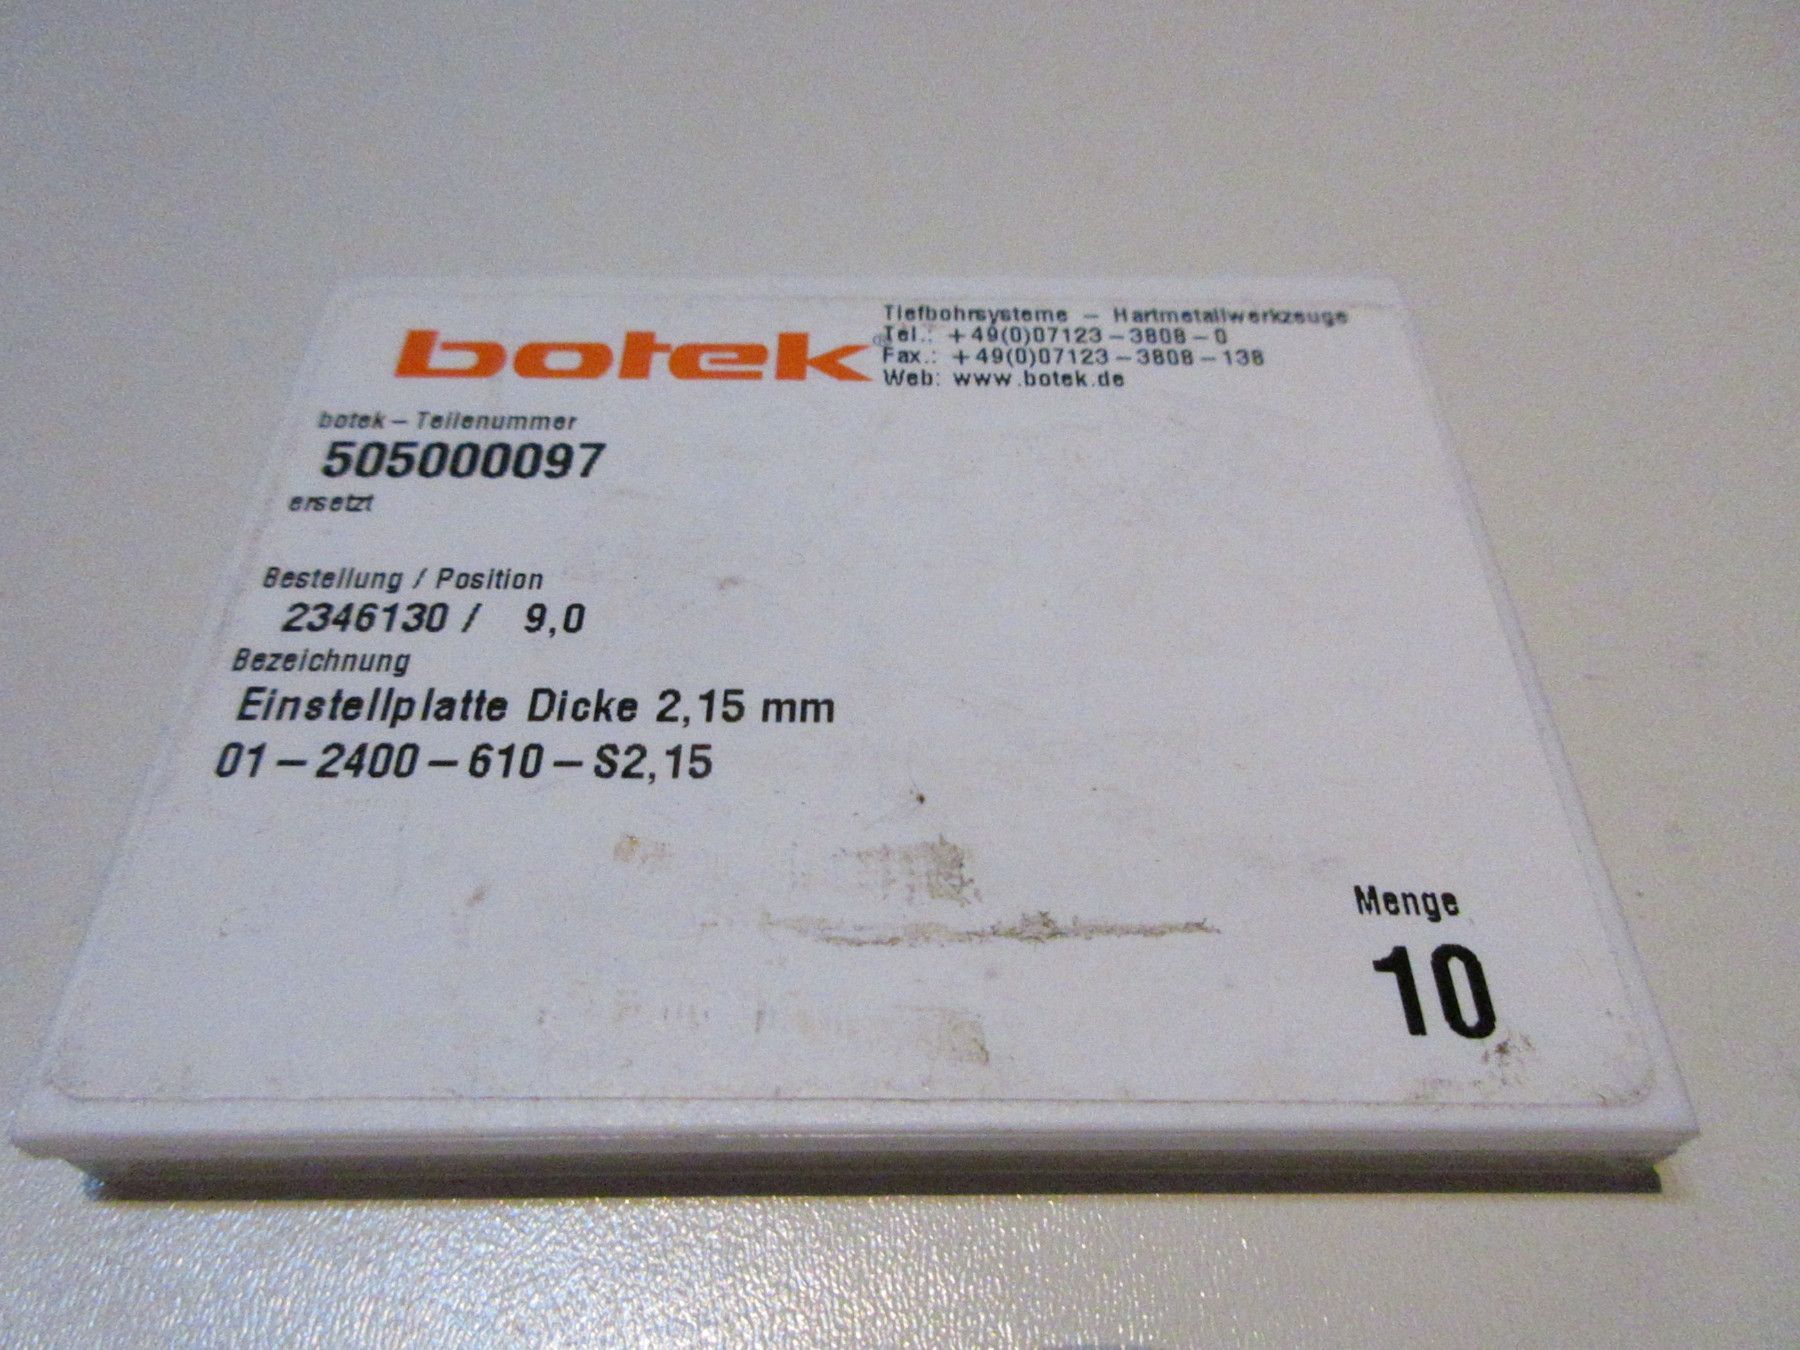 botek®
Tiefbohrsysteme – Hartmetallwerkzeuge
Tel.: +49(0)07123–3808–0
Fax.: +49(0)07123–3808–138
Web: www.botek.de
botek – Teilenummer
505000097
ersetzt
Bestellung / Position
2346130 / 9,0
Bezeichnung
Einstellplatte Dicke 2,15 mm
01–2400–610–S2,15
Menge
10